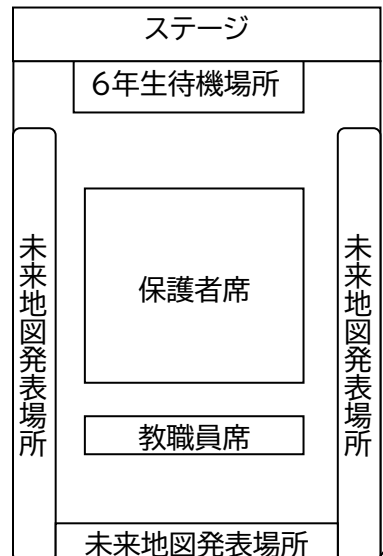 ステージ
6年生待機場所
未来地図発表場所
保護者席
未来地図発表場所
教職員席
未来地図発表場所